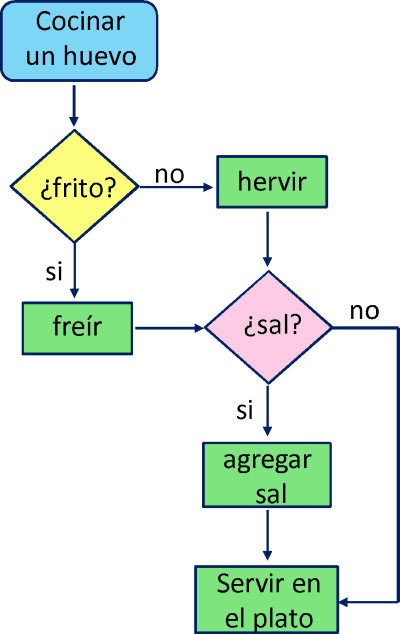 Cocinar
un huevo
¿frito?
no
hervir
si
freír
¿sal?
no
si
agregar
sal
Servir en
el plato